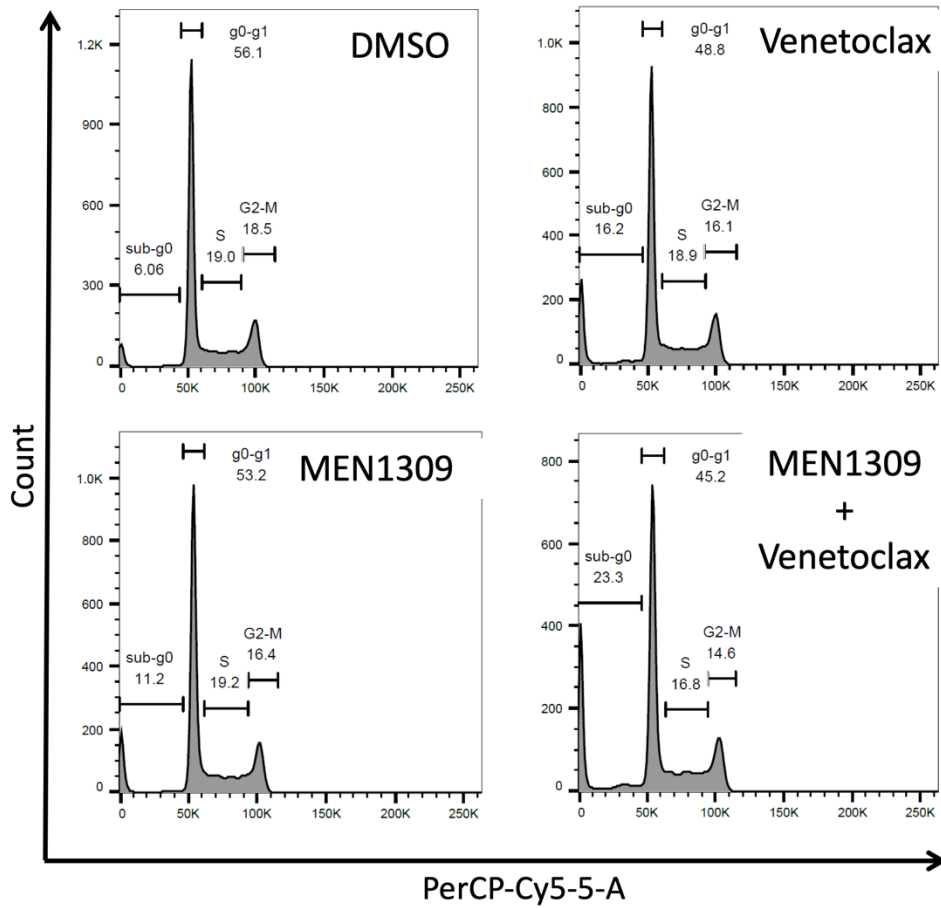 DMSO
g0-g1
56.1
G2-M
18.5
S
19.0
sub-g0
6.06
1.2K
900
600
300
0
0 50K 100K 150K 200K 250K
Venetoclax
g0-g1
48.8
G2-M
16.1
sub-g0
16.2
S
18.9
1.0K
800
600
400
200
0
0 50K 100K 150K 200K 250K
MEN1309
g0-g1
53.2
G2-M
16.4
sub-g0
11.2
S
19.2
1.0K
800
600
400
200
0
0 50K 100K 150K 200K 250K
MEN1309
+
Venetoclax
g0-g1
45.2
sub-g0
23.3
G2-M
14.6
S
16.8
800
600
400
200
0
0 50K 100K 150K 200K 250K
Count
PerCP-Cy5-5-A